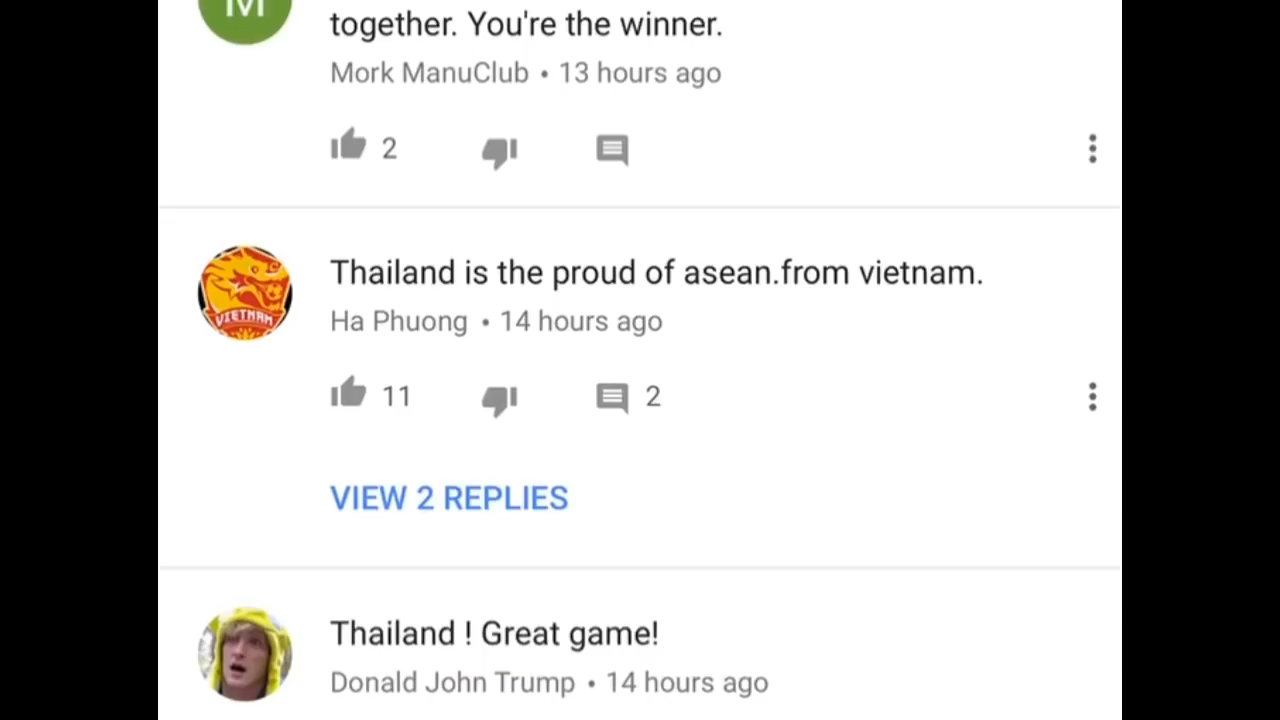 M
together. You're the winner.
Mork ManuClub • 13 hours ago
2
VIETNAM
Thailand is the proud of asean.from vietnam.
Ha Phuong • 14 hours ago
11
2
VIEW 2 REPLIES
Thailand ! Great game!
Donald John Trump • 14 hours ago